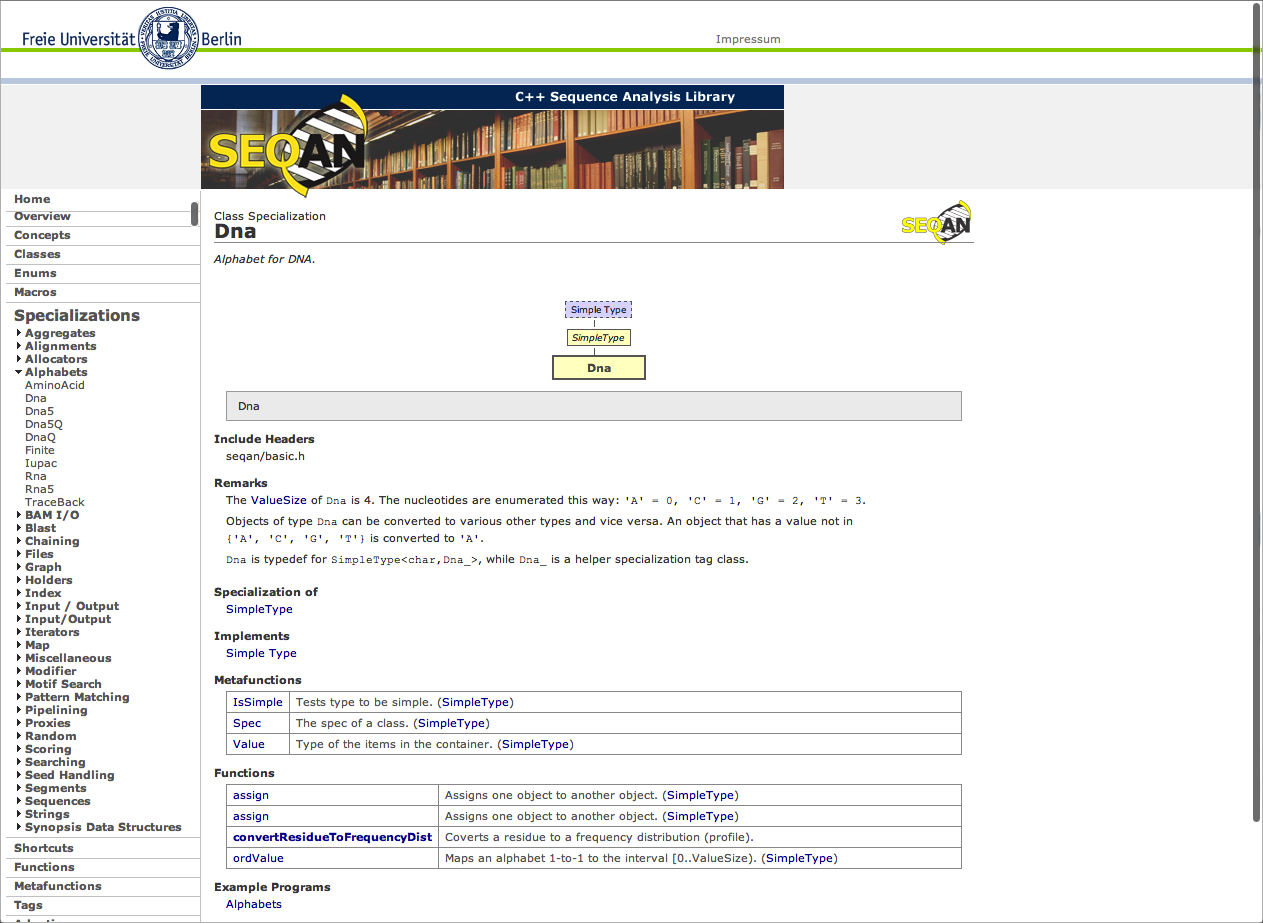 Freie Universität Berlin
Impressum
C++ Sequence Analysis Library
SEQAN
Home
Overview
Concepts
Classes
Enums
Macros
Specializations
Aggregates
Alignments
Allocators
Alphabets
AminoAcid
Dna
Dna5
Dna5Q
DnaQ
Finite
Iupac
Rna
Rna5
TraceBack
BAM I/O
Blast
Chaining
Files
Graph
Holders
Index
Input / Output
Input/Output
Iterators
Map
Miscellaneous
Modifier
Motif Search
Pattern Matching
Pipelining
Proxies
Random
Scoring
Searching
Seed Handling
Segments
Sequences
Strings
Synopsis Data Structures
Shortcuts
Functions
Metafunctions
Tags
Class Specialization
Dna
SEQAN
Alphabet for DNA.
Simple Type
SimpleType
Dna
Dna
Include Headers
seqan/basic.h
Remarks
The ValueSize of Dna is 4. The nucleotides are enumerated this way: 'A' = 0, 'C' = 1, 'G' = 2, 'T' = 3.
Objects of type Dna can be converted to various other types and vice versa. An object that has a value not in
{'A', 'C', 'G', 'T'} is converted to 'A'.
Dna is typedef for SimpleType<char,Dna_>, while Dna_ is a helper specialization tag class.
Specialization of
SimpleType
Implements
Simple Type
Metafunctions
IsSimple Tests type to be simple. (SimpleType)
Spec The spec of a class. (SimpleType)
Value Type of the items in the container. (SimpleType)
Functions
assign Assigns one object to another object. (SimpleType)
assign Assigns one object to another object. (SimpleType)
convertResidueToFrequencyDist Coverts a residue to a frequency distribution (profile).
ordValue Maps an alphabet 1-to-1 to the interval [0..ValueSize). (SimpleType)
Example Programs
Alphabets